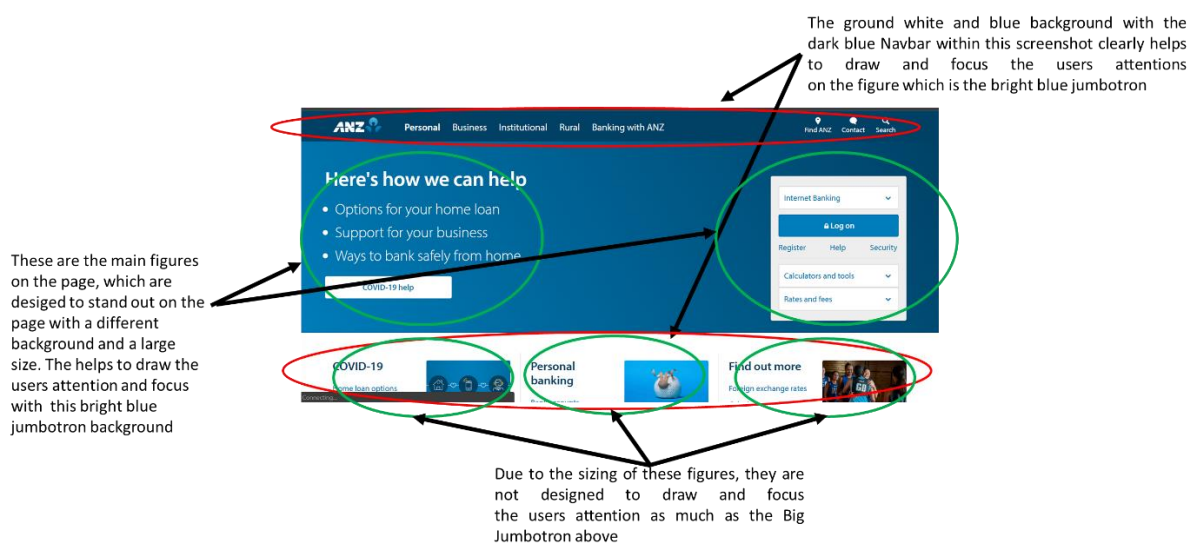 The ground white and blue background with the
dark blue Navbar within this screenshot clearly helps
to draw and focus the users attentions
on the figure which is the bright blue jumbotron
ANZ
Personal Business Institutional Rural Banking with ANZ
Find ANZ Contact Search
Here's how we can help
• Options for your home loan
• Support for your business
• Ways to bank safely from home
COVID-19 help
Internet Banking
Log on
Register Help Security
Calculators and tools
Rates and fees
These are the main figures
on the page, which are
desiged to stand out on the
page with a different
background and a large
size. The helps to draw the
users attention and focus
with this bright blue
jumbotron background
COVID-19
Home loan options
Connecting...
Personal
banking
Find out more
Foreign exchange rates
Due to the sizing of these figures, they are
not designed to draw and focus
the users attention as much as the Big
Jumbotron above